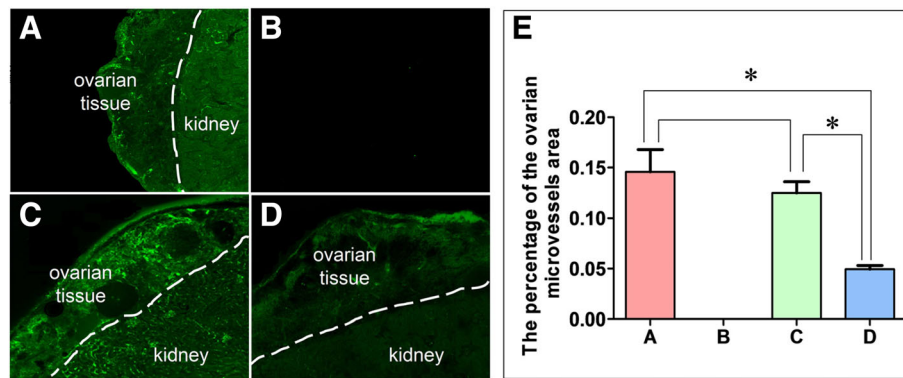 A
ovarian
tissue
kidney
B
C
ovarian
tissue
kidney
D
ovarian
tissue
kidney
E
The percentage of the ovarian
microvessels area
0.20
0.15
0.10
0.05
0.00
*
*
A B C D